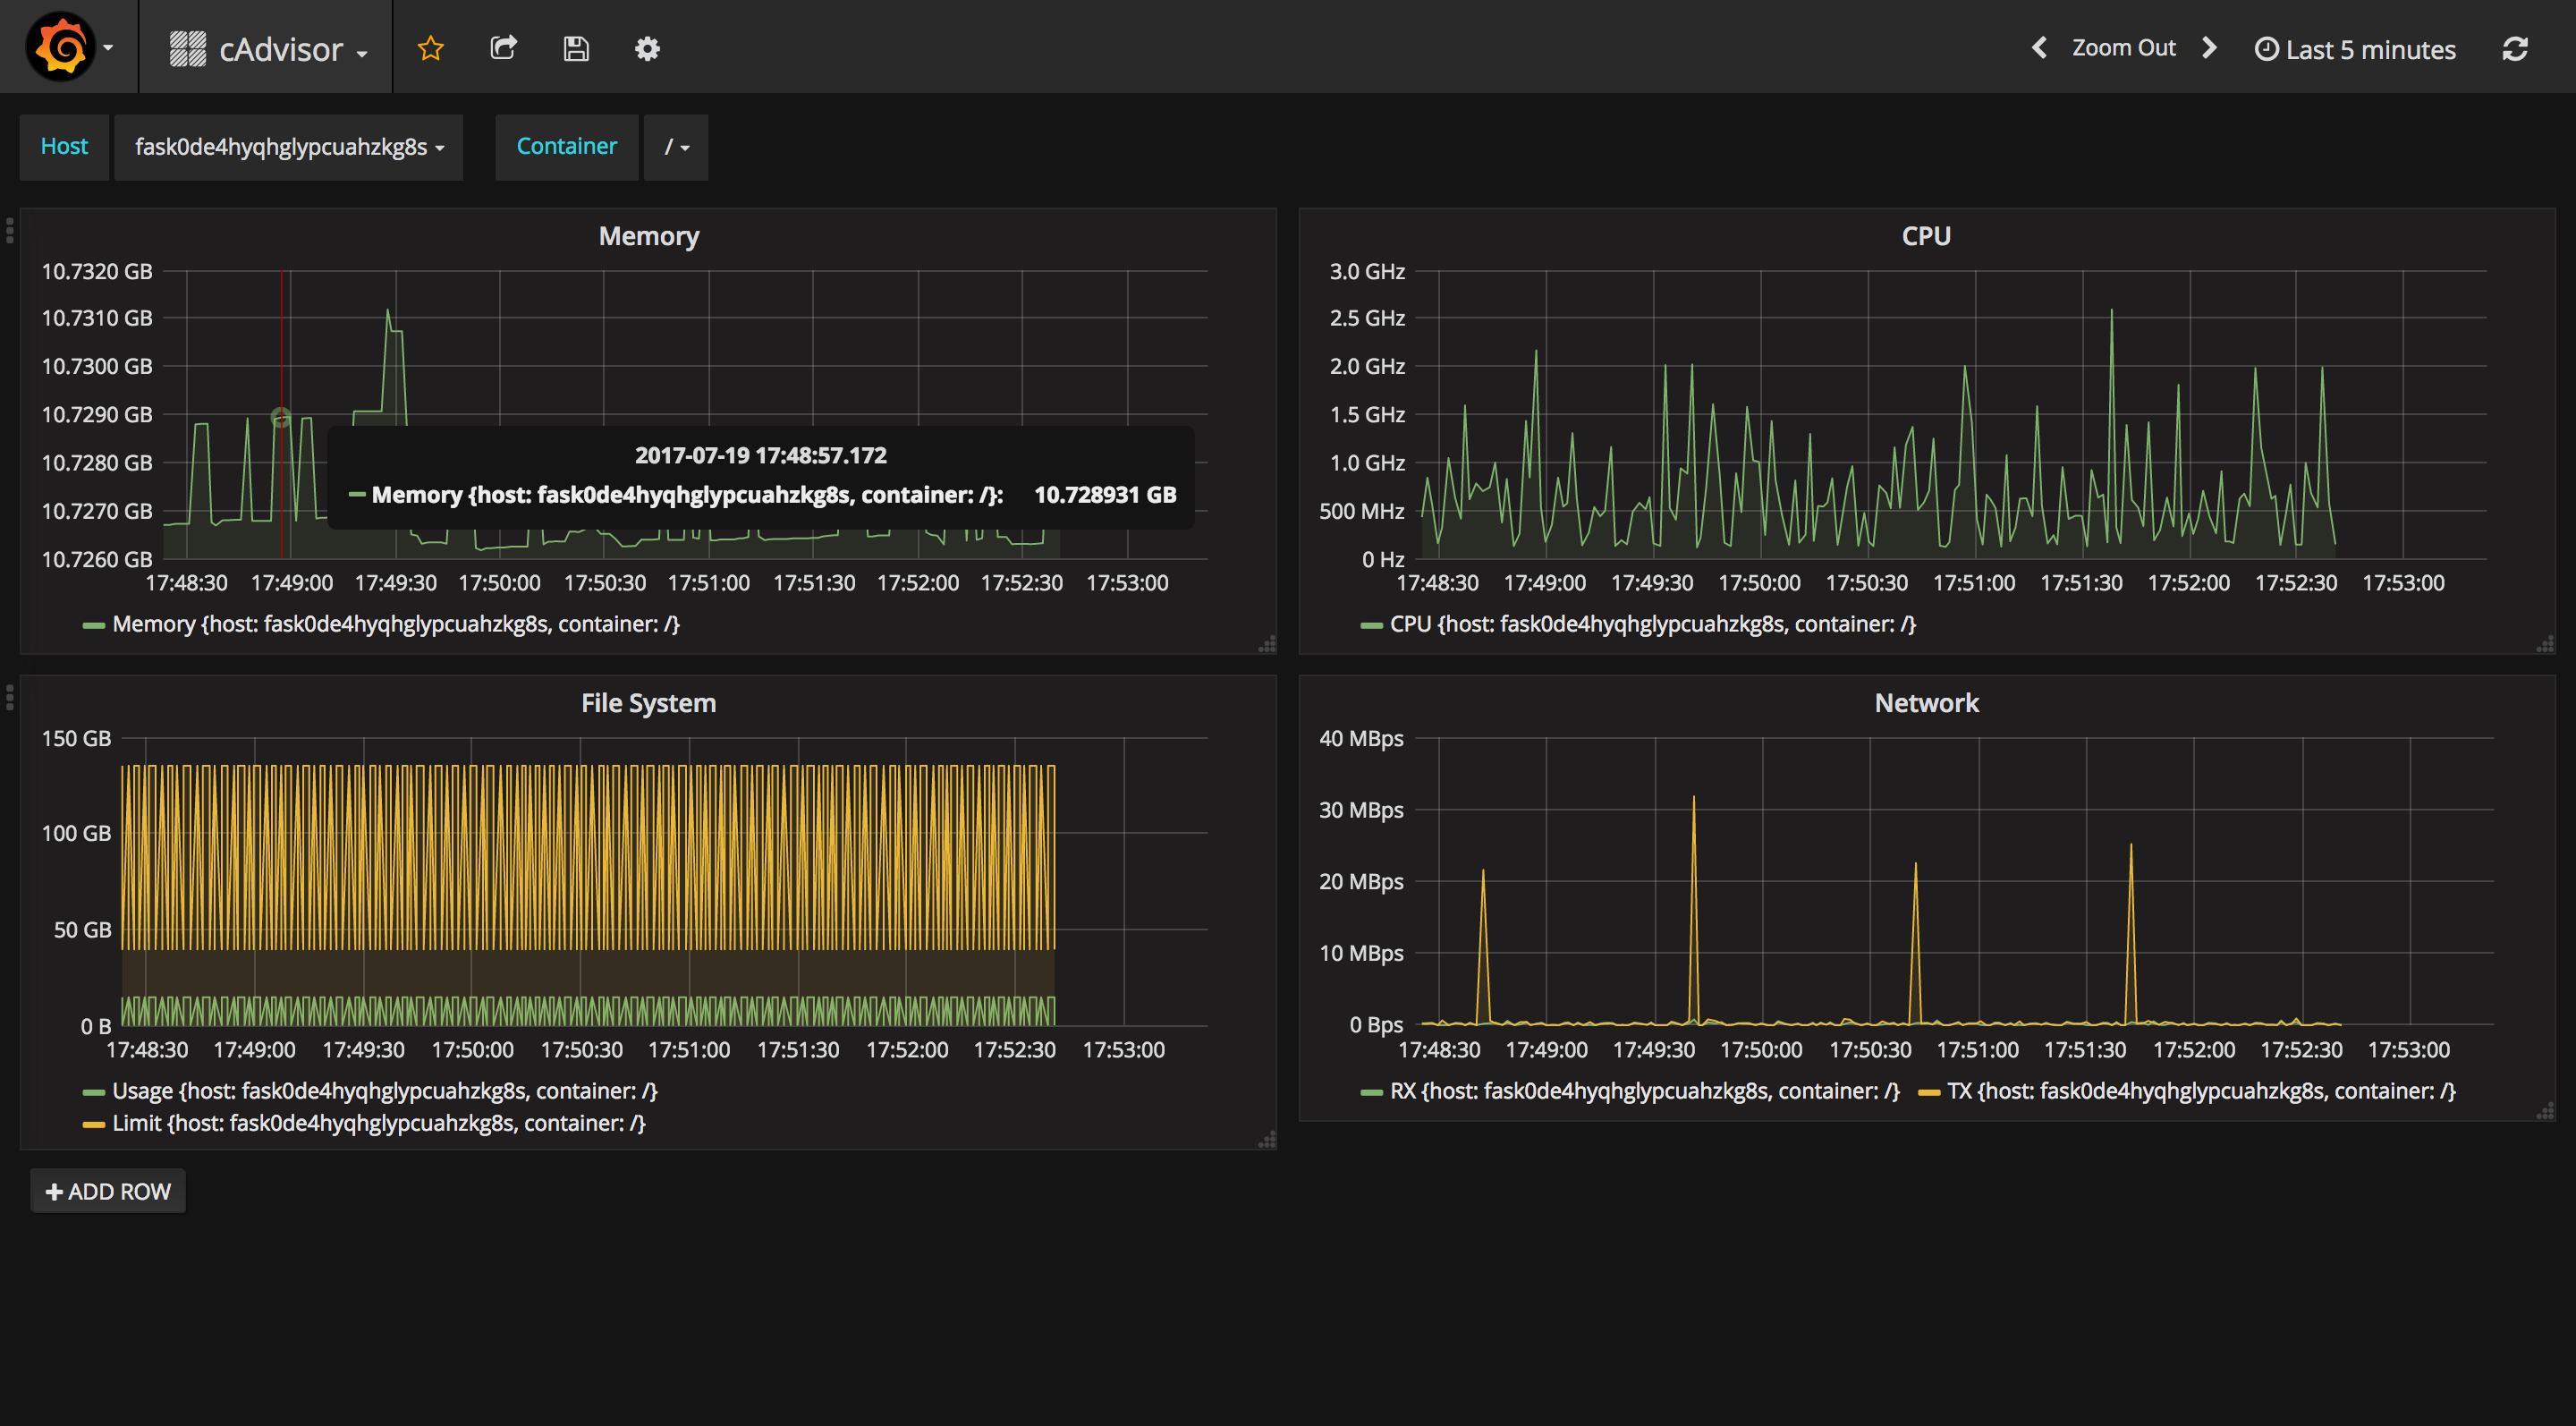 cAdvisor
Zoom Out
Last 5 minutes
Host
fask0de4hyqhglypcuahzkg8s
Container
/
Memory
10.7320 GB
10.7310 GB
10.7300 GB
10.7290 GB
10.7280 GB
10.7270 GB
10.7260 GB
2017-07-19 17:48:57.172
Memory {host: fask0de4hyqhglypcuahzkg8s, container: /}: 10.728931 GB
17:48:30 17:49:00 17:49:30 17:50:00 17:50:30 17:51:00 17:51:30 17:52:00 17:52:30 17:53:00
Memory {host: fask0de4hyqhglypcuahzkg8s, container: /}
CPU
3.0 GHz
2.5 GHz
2.0 GHz
1.5 GHz
1.0 GHz
500 MHz
0 Hz
17:48:30 17:49:00 17:49:30 17:50:00 17:50:30 17:51:00 17:51:30 17:52:00 17:52:30 17:53:00
CPU {host: fask0de4hyqhglypcuahzkg8s, container: /}
File System
150 GB
100 GB
50 GB
0 B
17:48:30 17:49:00 17:49:30 17:50:00 17:50:30 17:51:00 17:51:30 17:52:00 17:52:30 17:53:00
Usage {host: fask0de4hyqhglypcuahzkg8s, container: /}
Limit {host: fask0de4hyqhglypcuahzkg8s, container: /}
Network
40 MBps
30 MBps
20 MBps
10 MBps
0 Bps
17:48:30 17:49:00 17:49:30 17:50:00 17:50:30 17:51:00 17:51:30 17:52:00 17:52:30 17:53:00
RX {host: fask0de4hyqhglypcuahzkg8s, container: /} TX {host: fask0de4hyqhglypcuahzkg8s, container: /}
+ ADD ROW